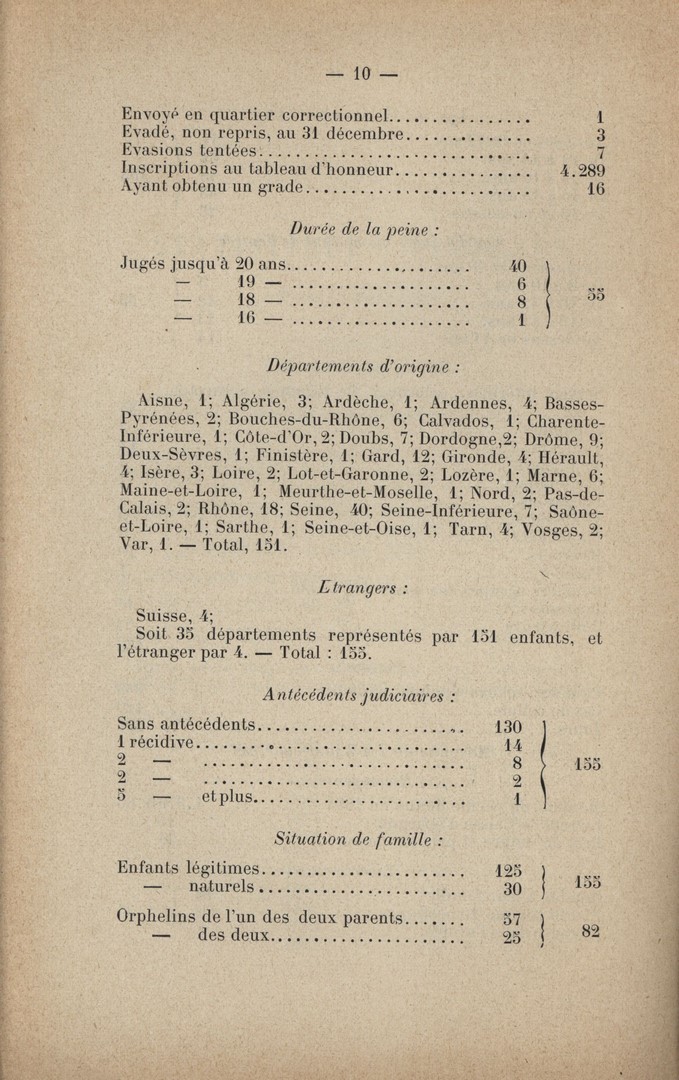 — 10 —
Envoyé en quartier correctionnel................ 1
Evadé, non repris, au 31 décembre.............. 3
Evasions tentées.............................. 7
Inscriptions au tableau d'honneur............... 4.289
Ayant obtenu un grade......................... 16
Durée de la peine :
Jugés jusqu'à 20 ans..................... 40
— 19 — .................... 6
— 18 — .................... 8
— 16 — .................... 1
55
Départements d'origine :
Aisne, 1; Algérie, 3; Ardèche, 1; Ardennes, 4; Basses-
Pyrénées, 2; Bouches-du-Rhône, 6; Calvados, 1; Charente-
Inférieure, 1; Côte-d'Or, 2; Doubs, 7; Dordogne,2; Drôme, 9;
Deux-Sèvres, 1; Finistère, 1; Gard, 12; Gironde, 4; Hérault,
4; Isère, 3; Loire, 2; Lot-et-Garonne, 2; Lozère, 1; Marne, 6;
Maine-et-Loire, 1; Meurthe-et-Moselle, 1; Nord, 2; Pas-de-
Calais, 2; Rhône, 18; Seine, 40; Seine-Inférieure, 7; Saône-
et-Loire, 1; Sarthe, 1; Seine-et-Oise, 1; Tarn, 4; Vosges, 2;
Var, 1. — Total, 151.
Etrangers :
Suisse, 4;
Soit 35 départements représentés par 151 enfants, et
l'étranger par 4. — Total : 155.
Antécédents judiciaires :
Sans antécédents........................ 130
1 récidive............................... 14
2 — .............................. 8
2 — .............................. 2
5 — et plus......................... 1
155
Situation de famille :
Enfants légitimes........................ 125
— naturels........................ 30
155
Orphelins de l'un des deux parents....... 57
— des deux....................... 25
82